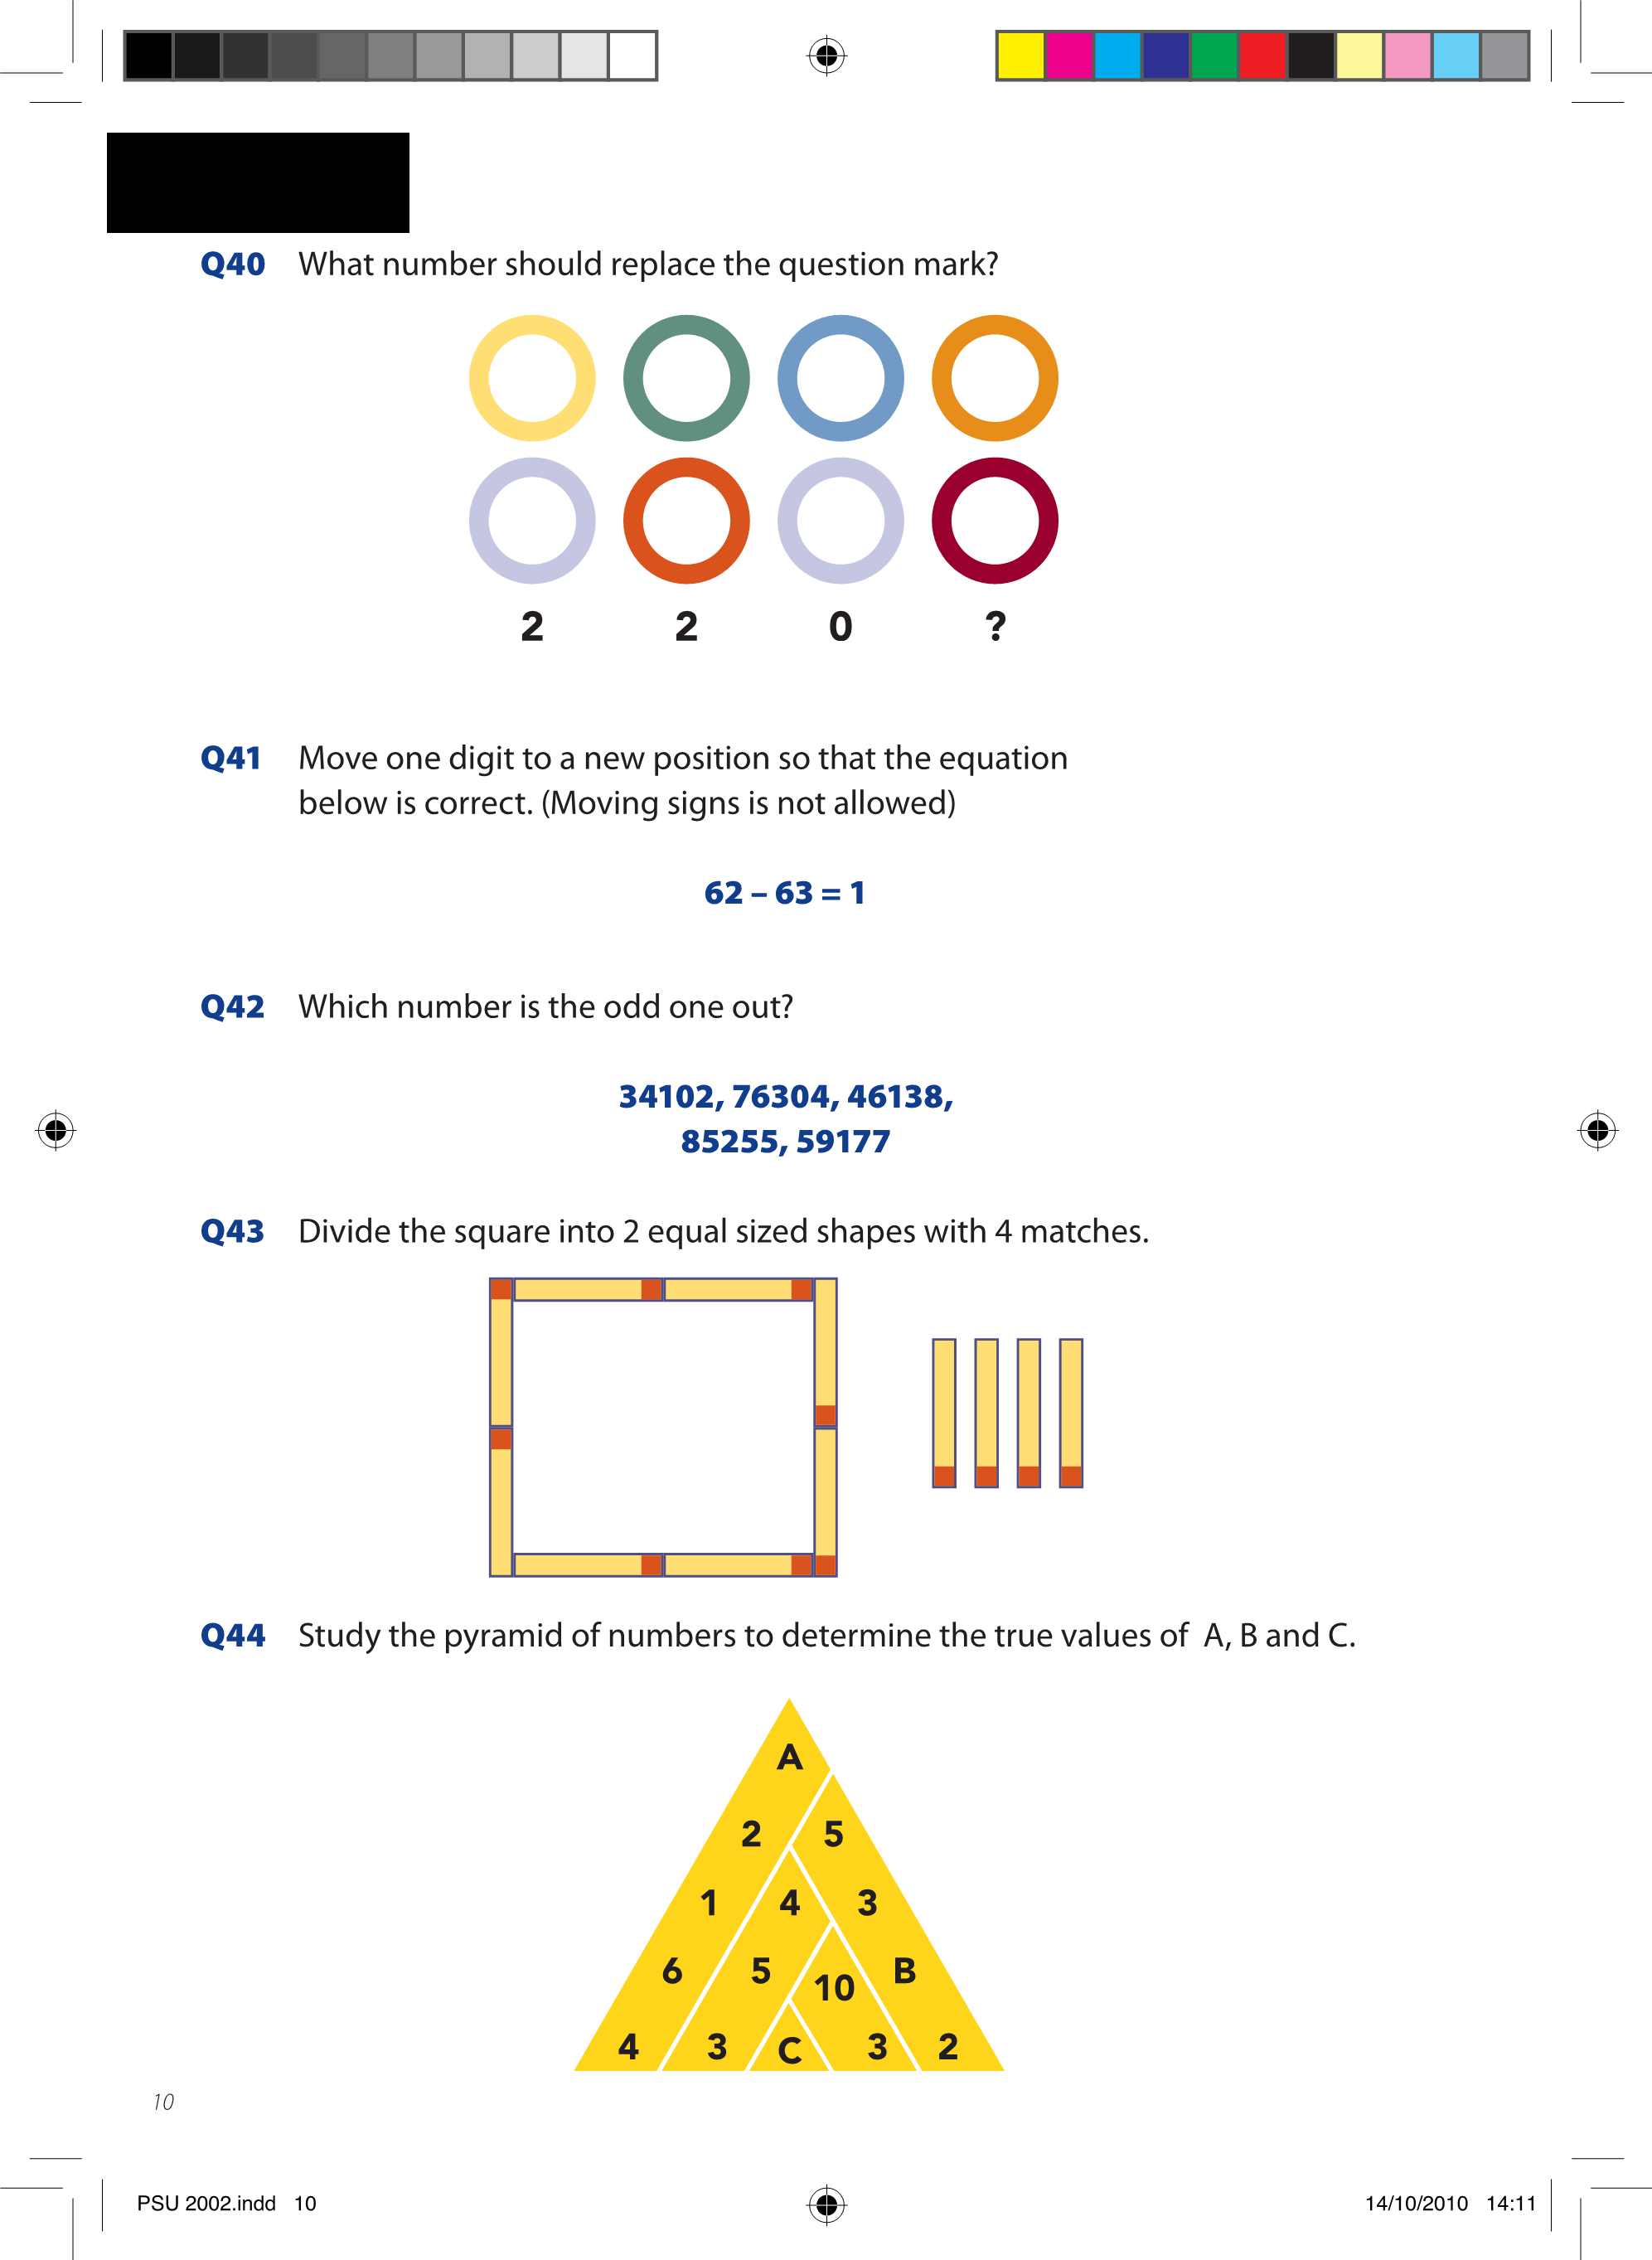 Q40 What number should replace the question mark?
2 2 0 ?
Q41 Move one digit to a new position so that the equation
below is correct. (Moving signs is not allowed)
62 – 63 = 1
Q42 Which number is the odd one out?
34102, 76304, 46138,
85255, 59177
Q43 Divide the square into 2 equal sized shapes with 4 matches.
Q44 Study the pyramid of numbers to determine the true values of A, B and C.
A
2 5
1 4 3
6 5 10 B
4 3 C 3 2
10
PSU 2002.indd 10 14/10/2010 14:11